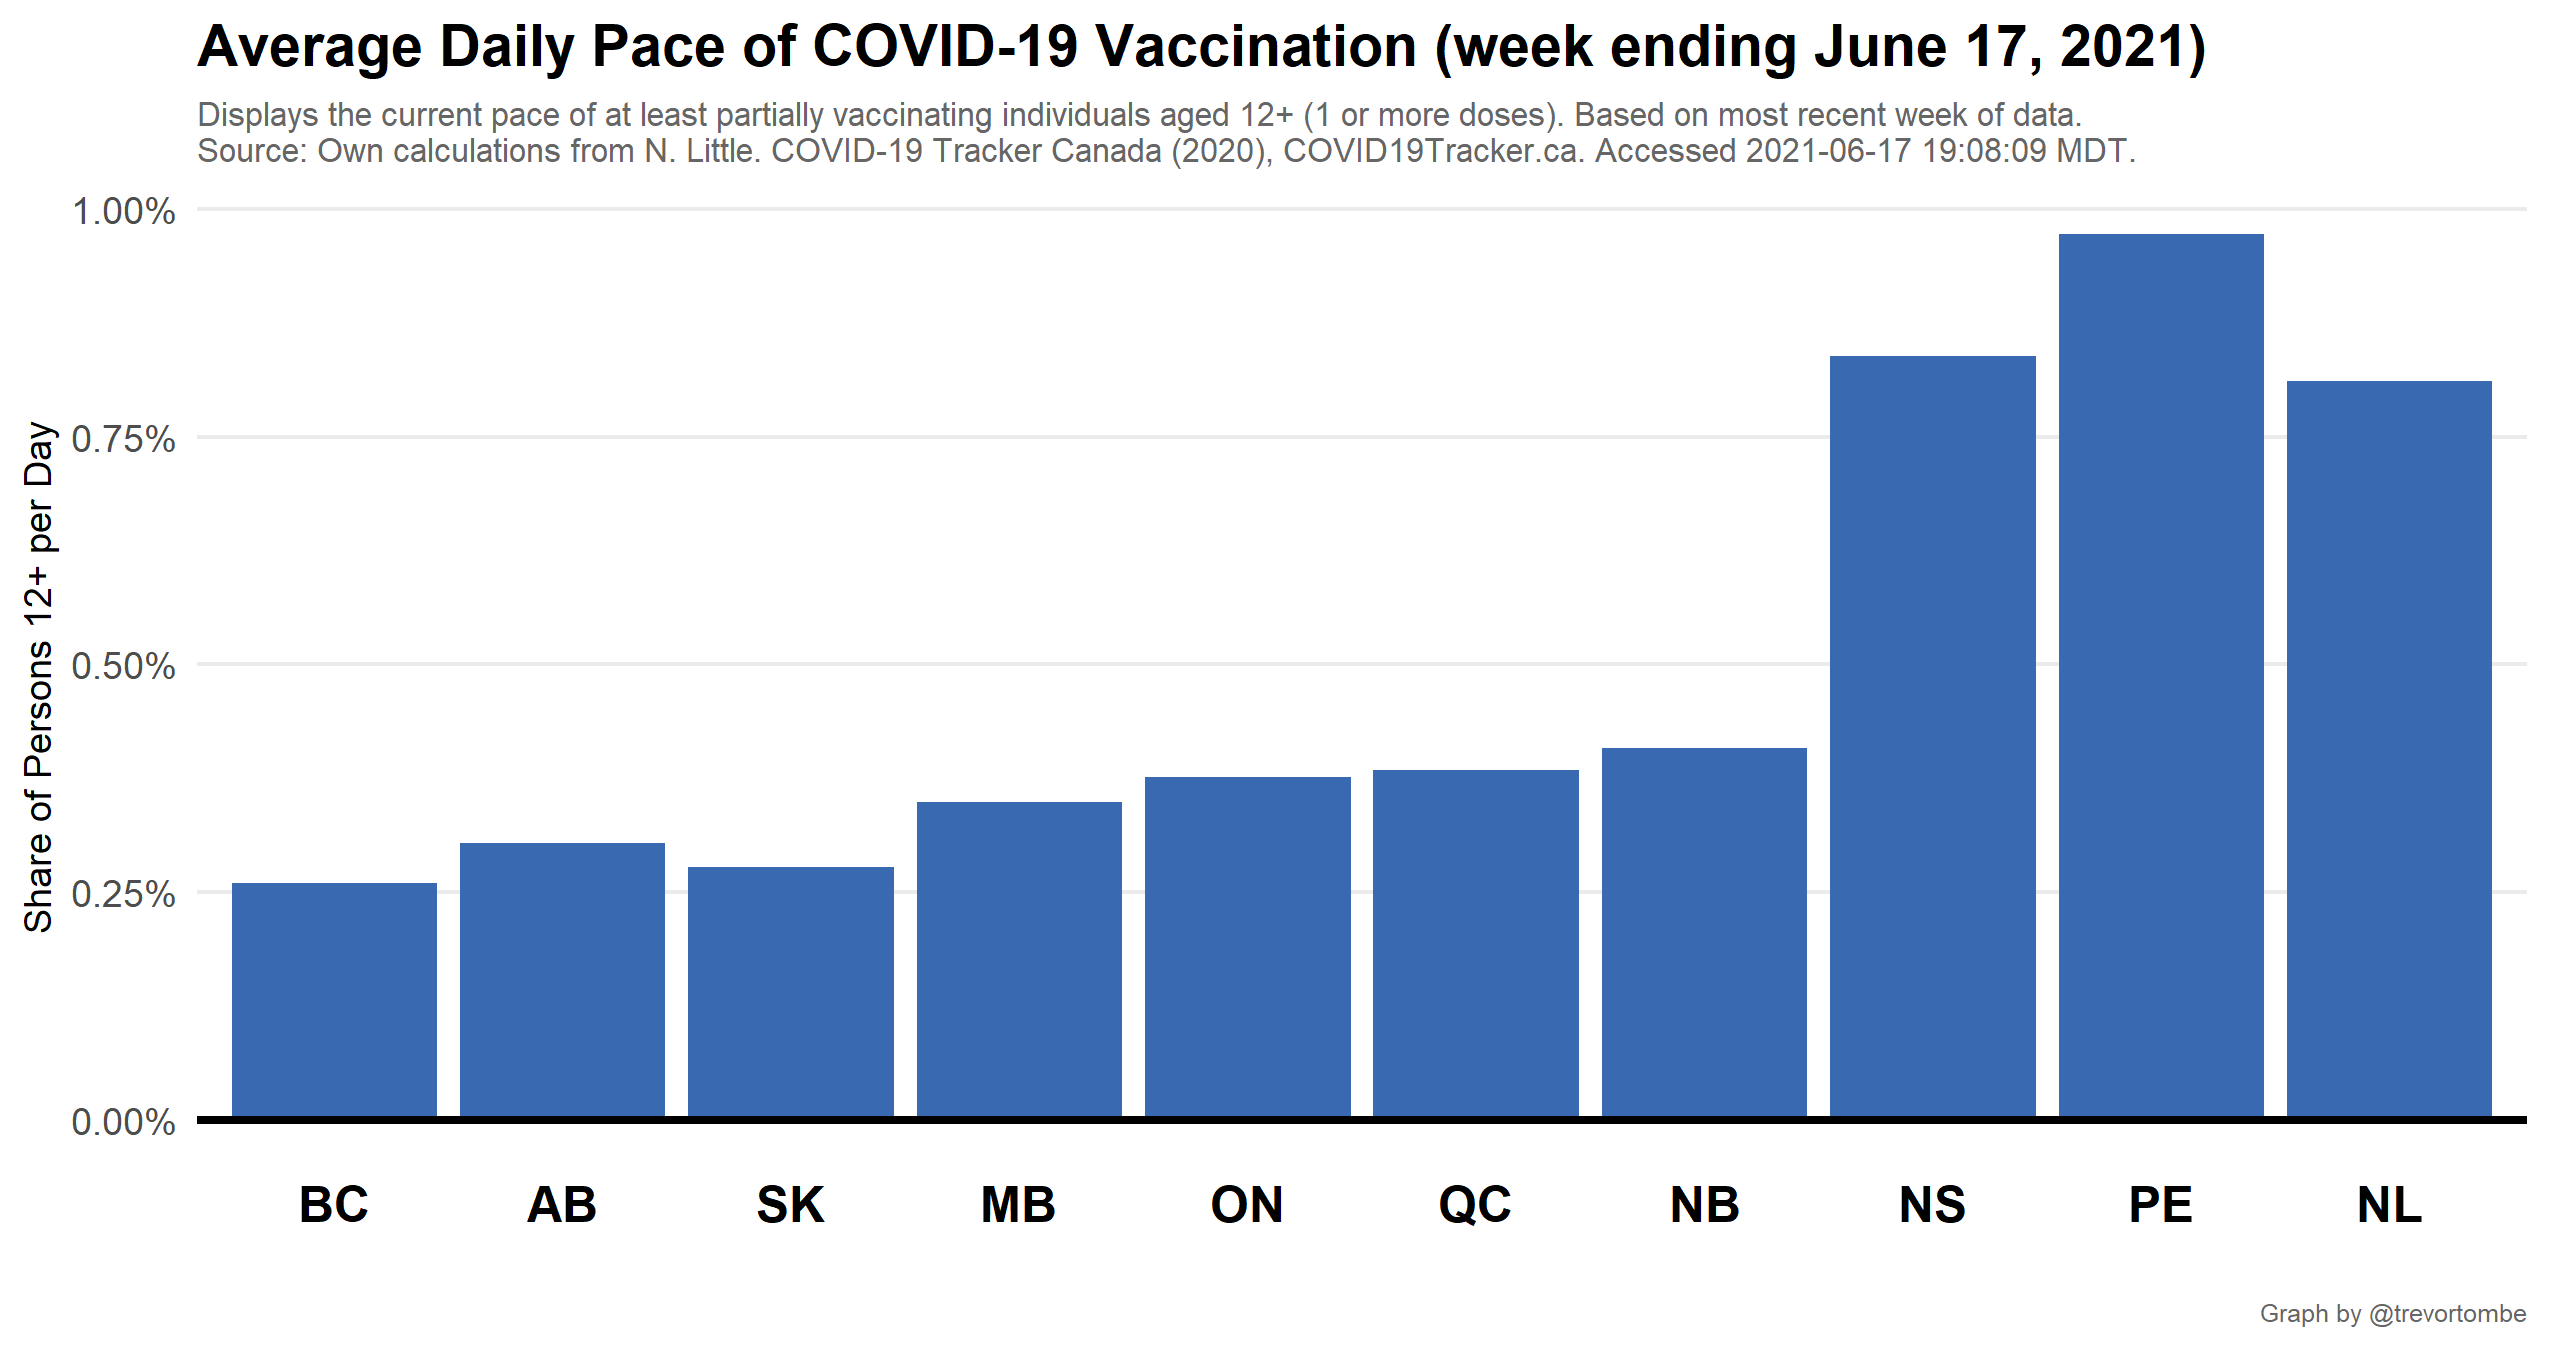 Average Daily Pace of COVID-19 Vaccination (week ending June 17, 2021)
Displays the current pace of at least partially vaccinating individuals aged 12+ (1 or more doses). Based on most recent week of data.
Source: Own calculations from N. Little. COVID-19 Tracker Canada (2020), COVID19Tracker.ca. Accessed 2021-06-17 19:08:09 MDT.
Share of Persons 12+ per Day
1.00%
0.75%
0.50%
0.25%
0.00%
BC AB SK MB ON QC NB NS PE NL
Graph by @trevortombe